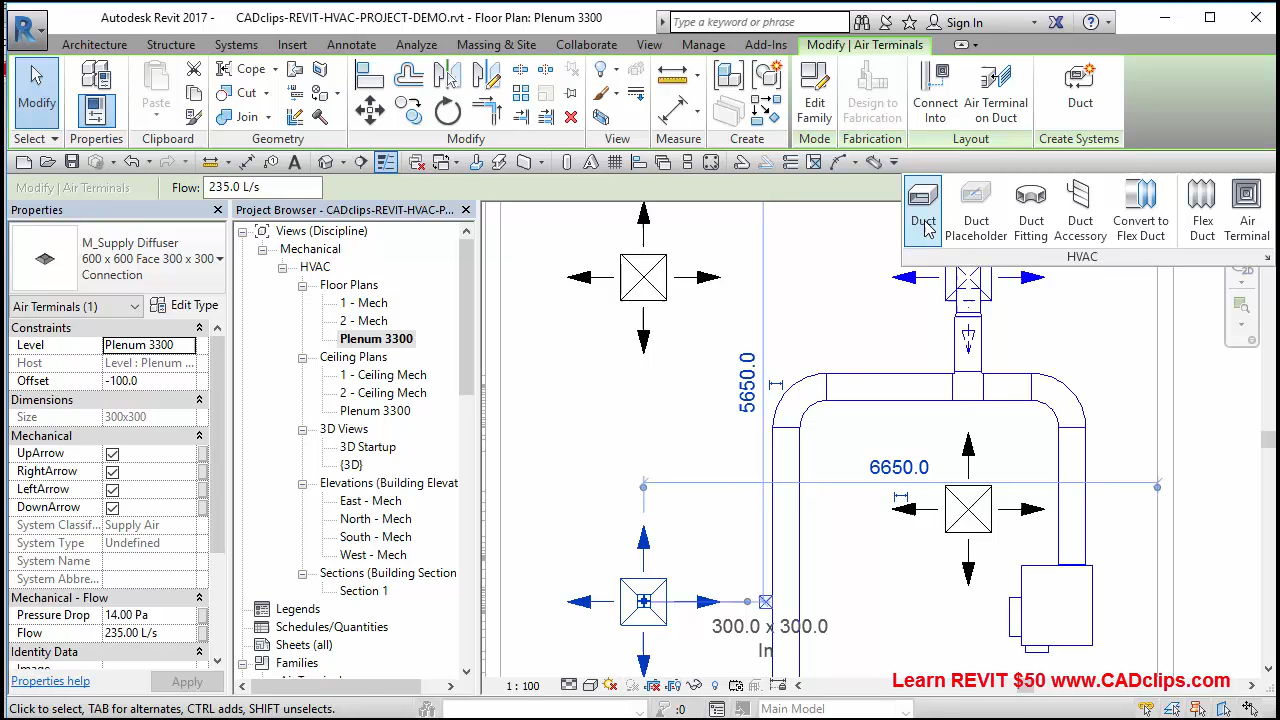 Autodesk Revit 2017 - CADclips-REVIT-HVAC-PROJECT-DEMO.rvt - Floor Plan: Plenum 3300
Type a keyword or phrase
Sign In
Architecture Structure Systems Insert Annotate Analyze Massing & Site Collaborate View Manage Add-Ins Modify | Air Terminals
Modify
Paste
Cope
Cut
Join
Edit Family
Design to Fabrication
Connect Into
Air Terminal on Duct
Duct
Select Properties Clipboard Geometry Modify View Measure Create Mode Fabrication Layout Create Systems
Modify | Air Terminals
Flow: 235.0 L/s
Duct
Duct Placeholder
Duct Fitting
Duct Accessory
Convert to Flex Duct
Flex Duct
Air Terminal
HVAC
Properties
M_Supply Diffuser
600 x 600 Face 300 x 300
Connection
Air Terminals (1)
Edit Type
Constraints
Level Plenum 3300
Host Level : Plenum ...
Offset -100.0
Dimensions
Size 300x300
Mechanical
UpArrow
RightArrow
LeftArrow
DownArrow
System Classif... Supply Air
System Type Undefined
System Name
System Abbre...
Mechanical - Flow
Pressure Drop 14.00 Pa
Flow 235.00 L/s
Identity Data
Image
Properties help
Apply
Project Browser - CADclips-REVIT-HVAC-P...
Views (Discipline)
Mechanical
HVAC
Floor Plans
1 - Mech
2 - Mech
Plenum 3300
Ceiling Plans
1 - Ceiling Mech
2 - Ceiling Mech
Plenum 3300
3D Views
3D Startup
{3D}
Elevations (Building Elevat
East - Mech
North - Mech
South - Mech
West - Mech
Sections (Building Section
Section 1
Legends
Schedules/Quantities
Sheets (all)
Families
5650.0
6650.0
300.0 x 300.0
In
2D
1 : 100
Learn REVIT $50 www.CADclips.com
Click to select, TAB for alternates, CTRL adds, SHIFT unselects.
:0
Main Model